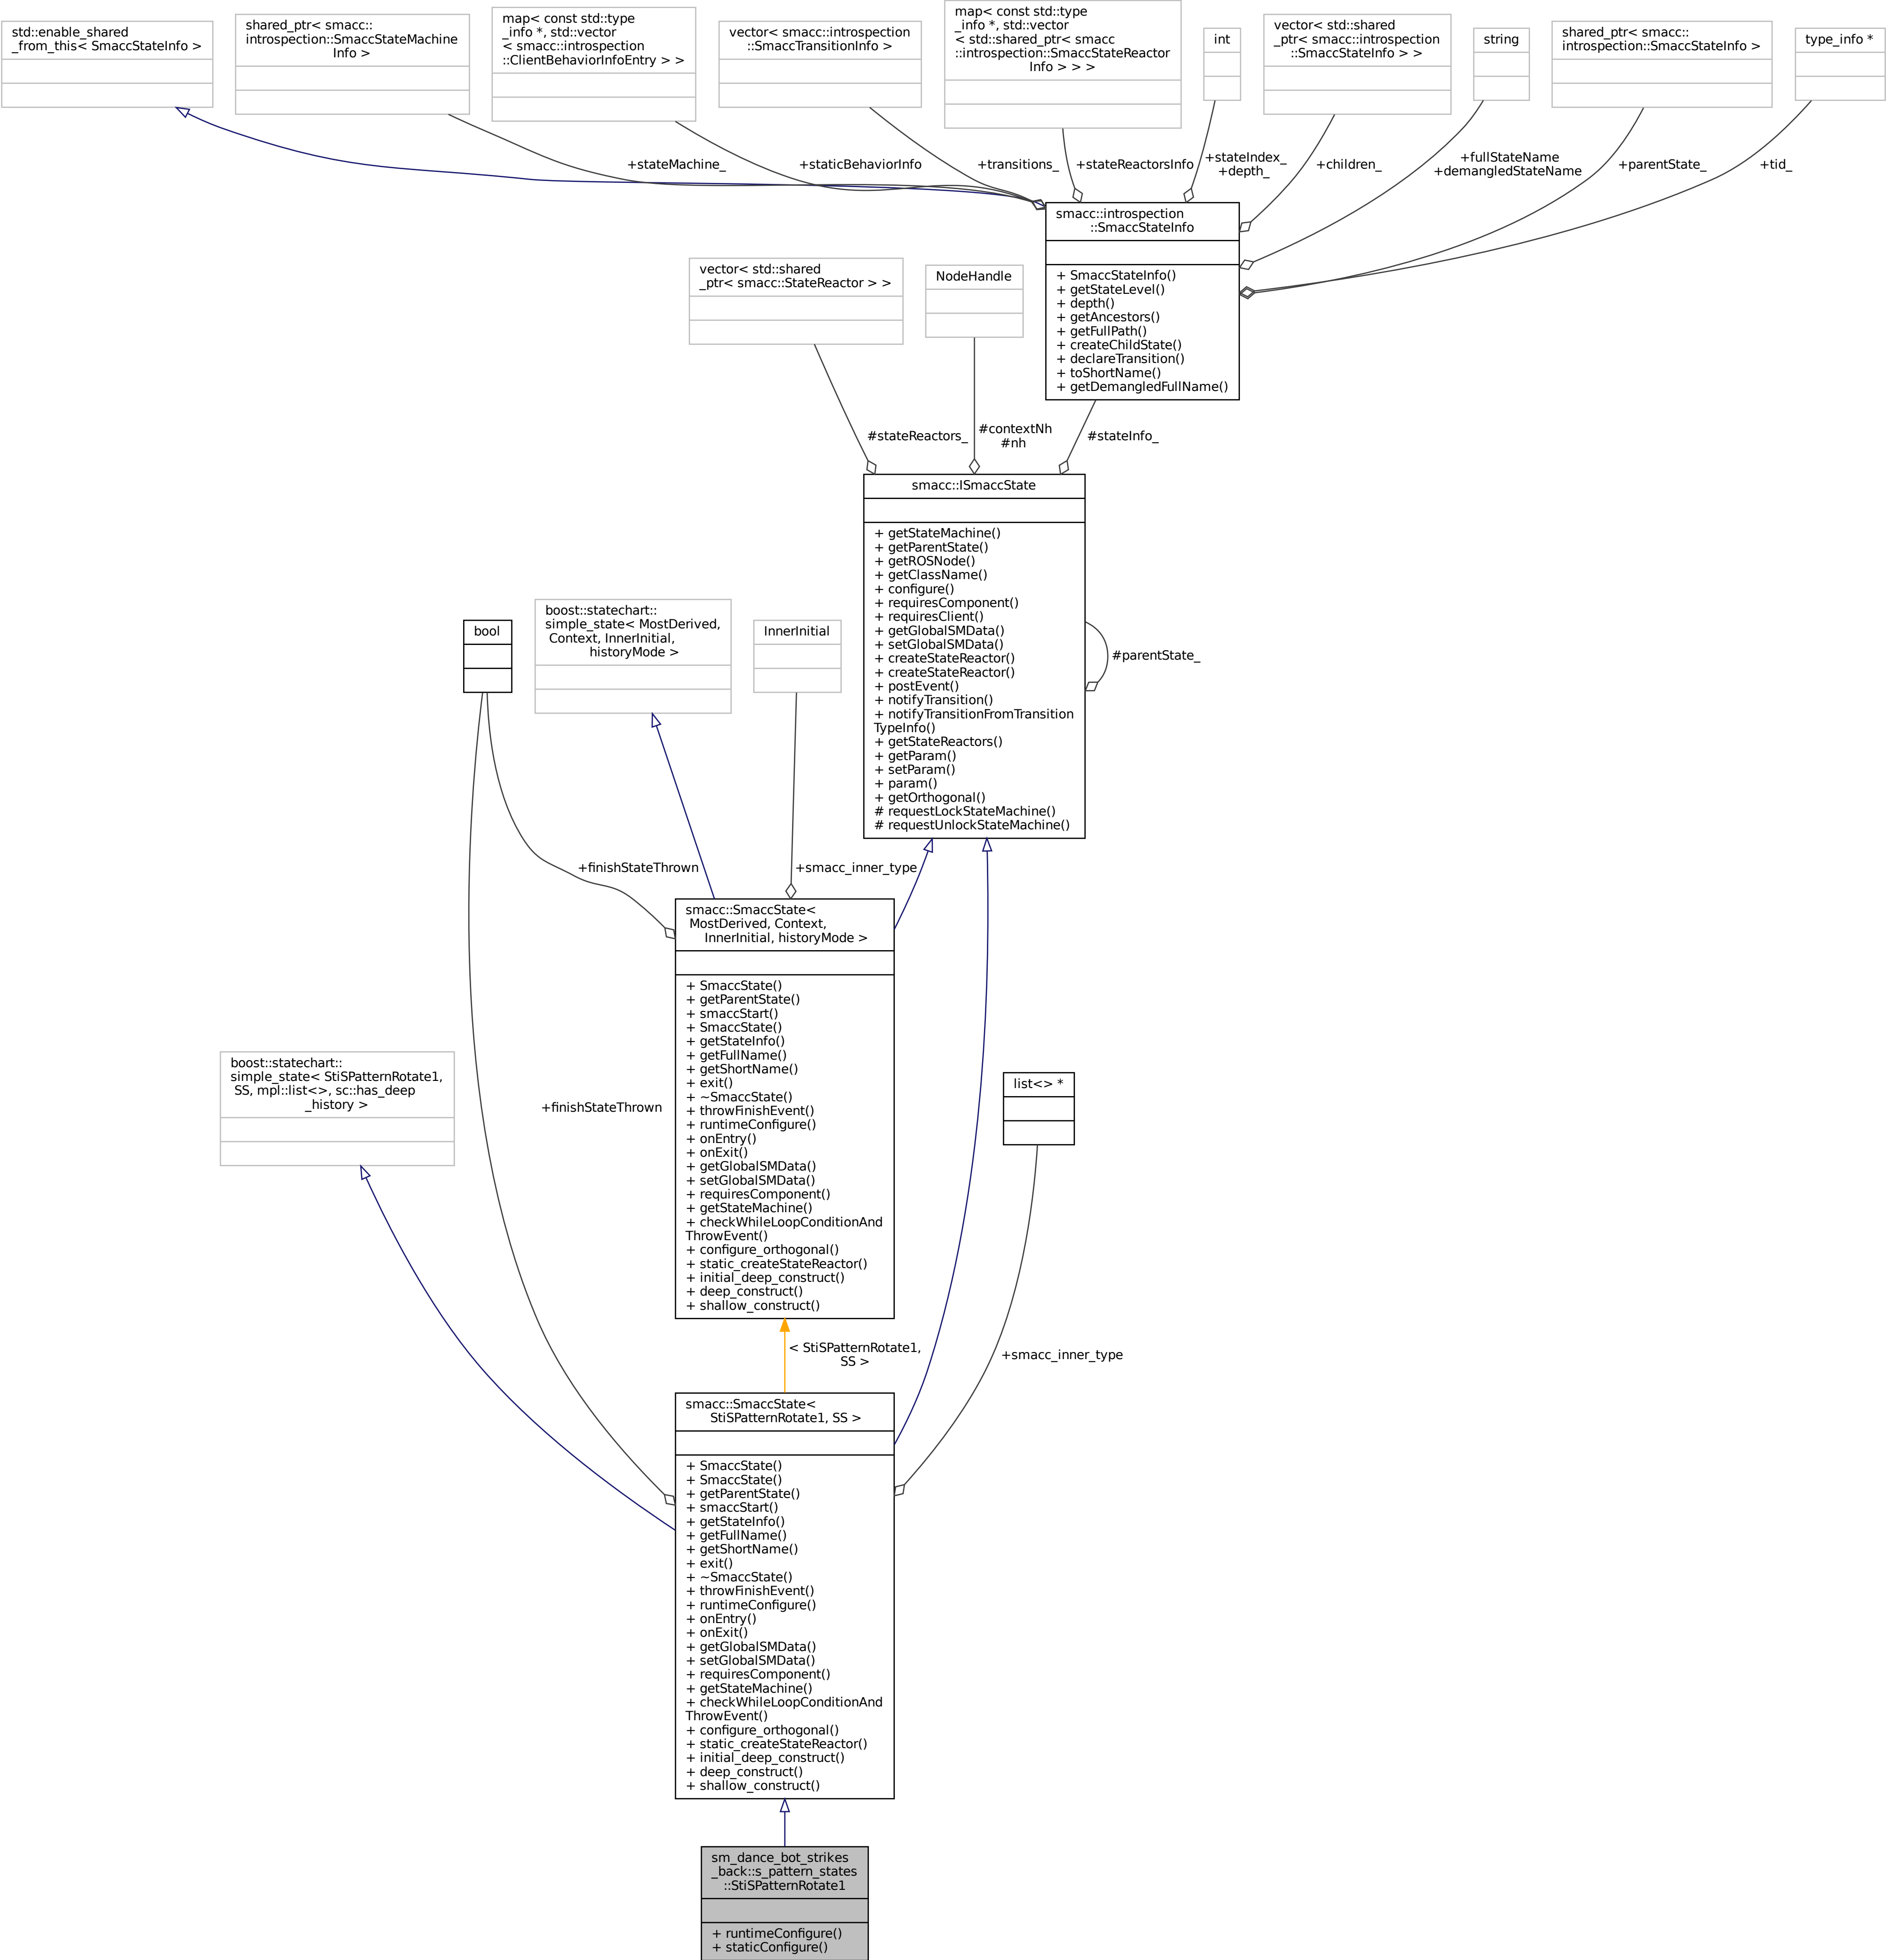 std::enable_shared
_from_this< SmaccStateInfo >
shared_ptr< smacc::
introspection::SmaccStateMachine
Info >
map< const std::type
_info *, std::vector
< smacc::introspection
::ClientBehaviorInfoEntry > >
vector< smacc::introspection
::SmaccTransitionInfo >
map< const std::type
_info *, std::vector
< std::shared_ptr< smacc
::introspection::SmaccStateReactor
Info > > >
int
vector< std::shared
_ptr< smacc::introspection
::SmaccStateInfo > >
string
shared_ptr< smacc::
introspection::SmaccStateInfo >
type_info *
+stateMachine_
+staticBehaviorInfo
+transitions_
+stateReactorsInfo
+stateIndex_
+depth_
+children_
+fullStateName
+demangledStateName
+parentState_
+tid_
smacc::introspection
::SmaccStateInfo
+ SmaccStateInfo()
+ getStateLevel()
+ depth()
+ getAncestors()
+ getFullPath()
+ createChildState()
+ declareTransition()
+ toShortName()
+ getDemangledFullName()
vector< std::shared
_ptr< smacc::StateReactor > >
NodeHandle
#stateReactors_
#contextNh
#nh
#stateInfo_
smacc::ISmaccState
+ getStateMachine()
+ getParentState()
+ getROSNode()
+ getClassName()
+ configure()
+ requiresComponent()
+ requiresClient()
+ getGlobalSMData()
+ setGlobalSMData()
+ createStateReactor()
+ createStateReactor()
+ postEvent()
+ notifyTransition()
+ notifyTransitionFromTransition
TypeInfo()
+ getStateReactors()
+ getParam()
+ setParam()
+ param()
+ getOrthogonal()
# requestLockStateMachine()
# requestUnlockStateMachine()
#parentState_
bool
boost::statechart::
simple_state< MostDerived,
Context, InnerInitial,
historyMode >
InnerInitial
+finishStateThrown
+smacc_inner_type
smacc::SmaccState<
MostDerived, Context,
InnerInitial, historyMode >
+ SmaccState()
+ getParentState()
+ smaccStart()
+ SmaccState()
+ getStateInfo()
+ getFullName()
+ getShortName()
+ exit()
+ ~SmaccState()
+ throwFinishEvent()
+ runtimeConfigure()
+ onEntry()
+ onExit()
+ getGlobalSMData()
+ setGlobalSMData()
+ requiresComponent()
+ getStateMachine()
+ checkWhileLoopConditionAnd
ThrowEvent()
+ configure_orthogonal()
+ static_createStateReactor()
+ initial_deep_construct()
+ deep_construct()
+ shallow_construct()
boost::statechart::
simple_state< StiSPatternRotate1,
SS, mpl::list<>, sc::has_deep
_history >
+finishStateThrown
list<> *
< StiSPatternRotate1,
SS >
+smacc_inner_type
smacc::SmaccState<
StiSPatternRotate1, SS >
+ SmaccState()
+ SmaccState()
+ getParentState()
+ smaccStart()
+ getStateInfo()
+ getFullName()
+ getShortName()
+ exit()
+ ~SmaccState()
+ throwFinishEvent()
+ runtimeConfigure()
+ onEntry()
+ onExit()
+ getGlobalSMData()
+ setGlobalSMData()
+ requiresComponent()
+ getStateMachine()
+ checkWhileLoopConditionAnd
ThrowEvent()
+ configure_orthogonal()
+ static_createStateReactor()
+ initial_deep_construct()
+ deep_construct()
+ shallow_construct()
sm_dance_bot_strikes
_back::s_pattern_states
::StiSPatternRotate1
+ runtimeConfigure()
+ staticConfigure()